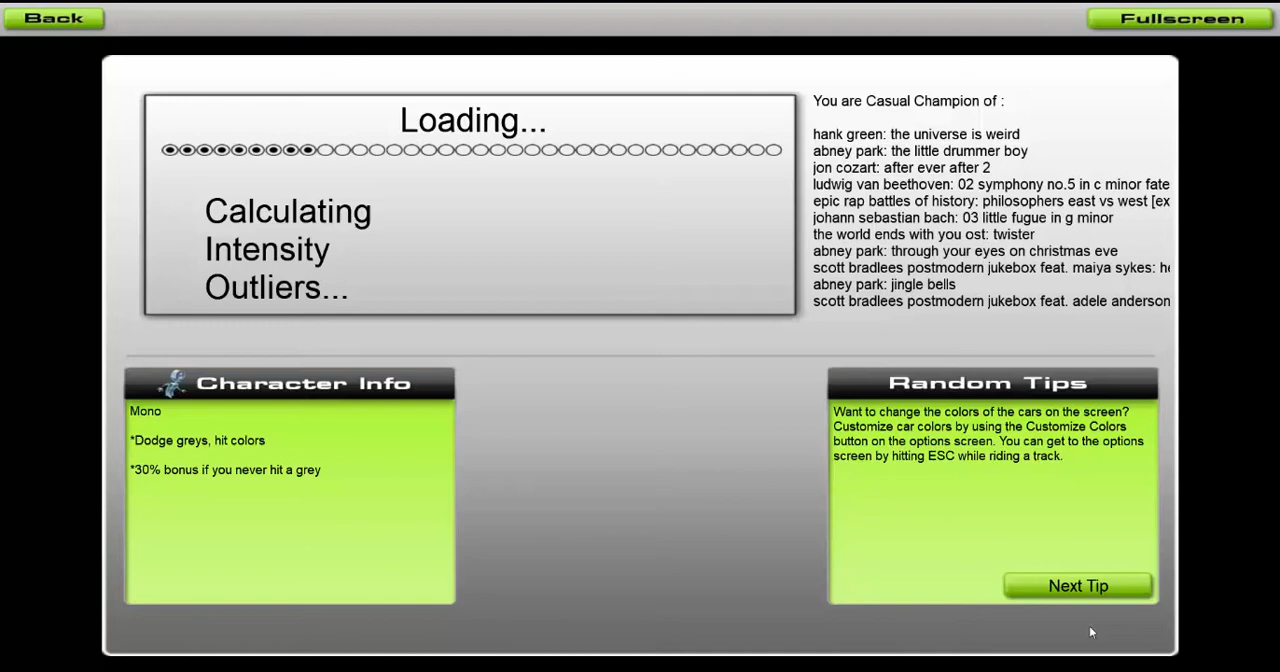 Back
Fullscreen
Loading...
Calculating
Intensity
Outliers...
You are Casual Champion of :
hank green: the universe is weird
abney park: the little drummer boy
jon cozart: after ever after 2
ludwig van beethoven: 02 symphony no.5 in c minor fate
epic rap battles of history: philosophers east vs west [ex
johann sebastian bach: 03 little fugue in g minor
the world ends with you ost: twister
abney park: through your eyes on christmas eve
scott bradlees postmodern jukebox feat. maiya sykes: he
abney park: jingle bells
scott bradlees postmodern jukebox feat. adele anderson
Character Info
Mono
*Dodge greys, hit colors
*30% bonus if you never hit a grey
Random Tips
Want to change the colors of the cars on the screen?
Customize car colors by using the Customize Colors
button on the options screen. You can get to the options
screen by hitting ESC while riding a track.
Next Tip